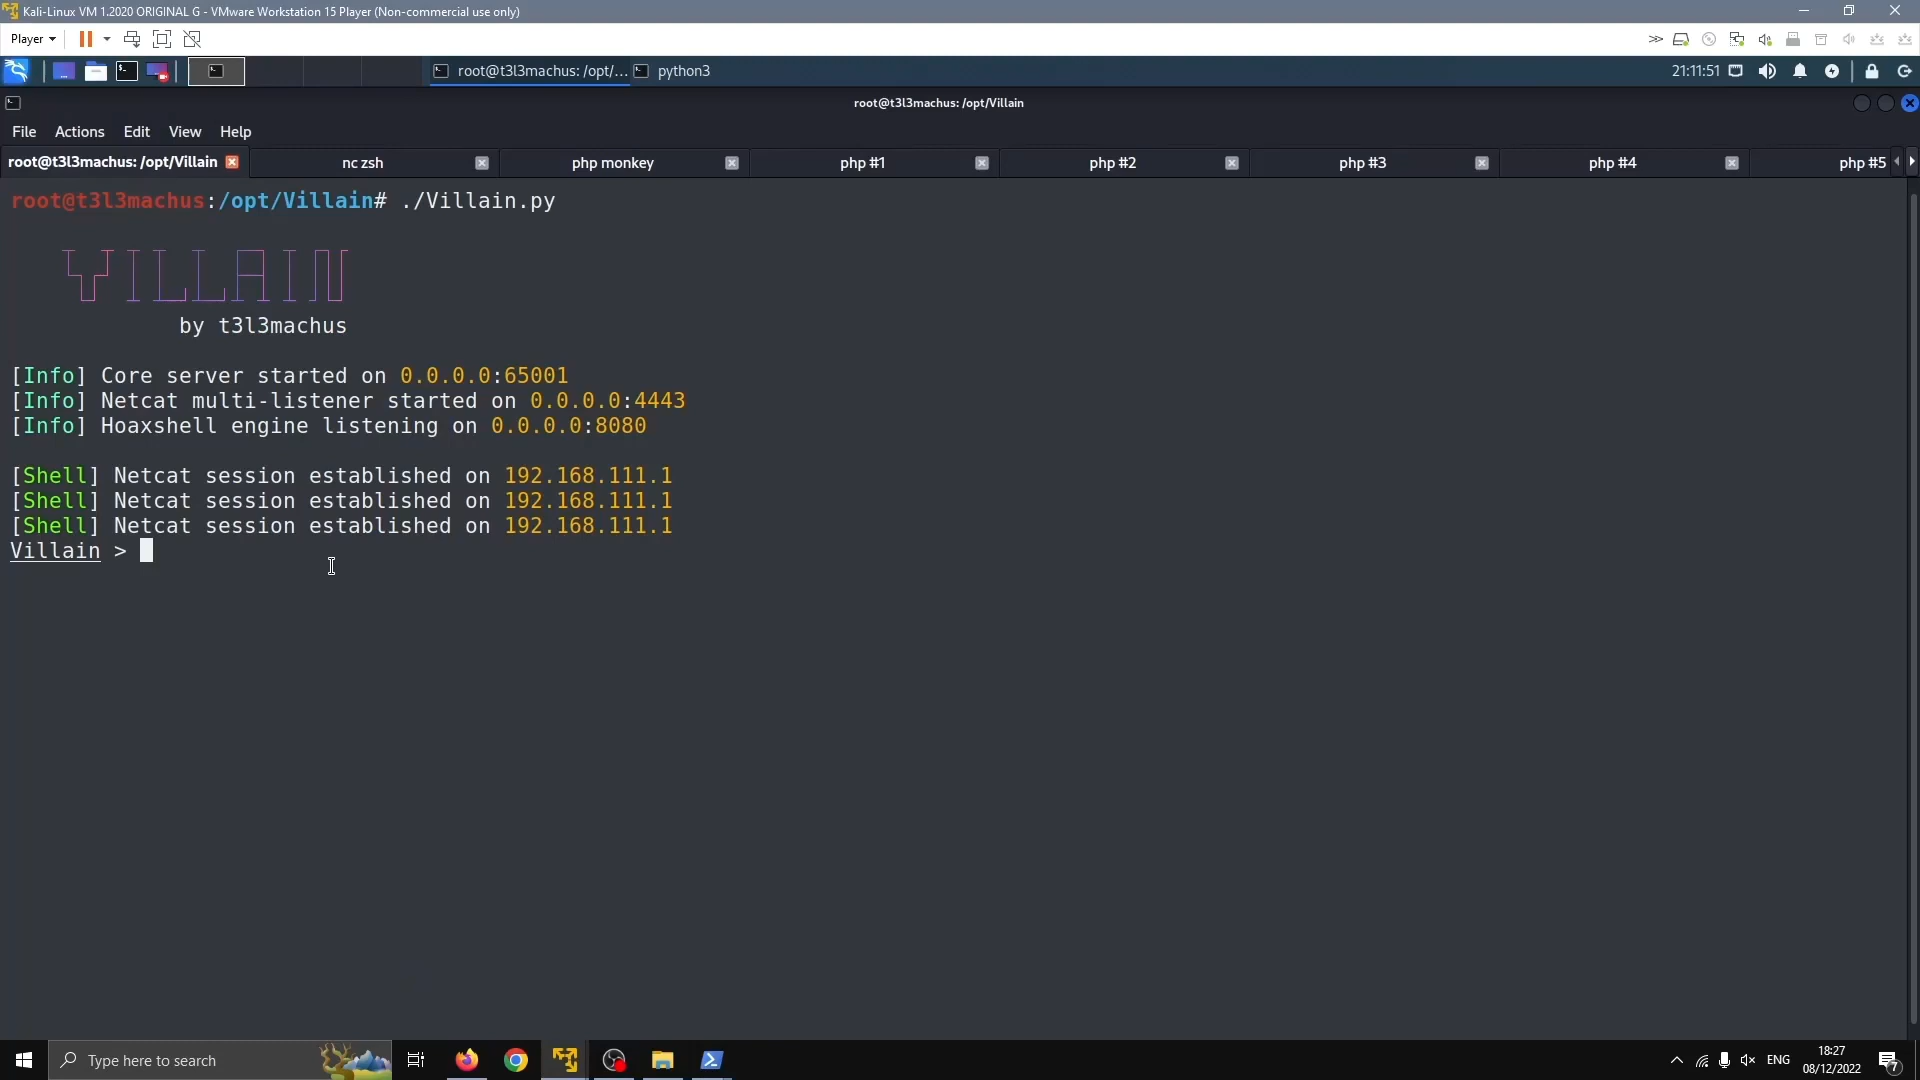 Kali-Linux VM 1.2020 ORIGINAL G - VMware Workstation 15 Player (Non-commercial use only)
Player
root@t3l3machus: /opt/... python3 21:11:51
root@t3l3machus: /opt/Villain
File Actions Edit View Help
root@t3l3machus: /opt/Villain nc zsh php monkey php #1 php #2 php #3 php #4 php #5
root@t3l3machus:/opt/Villain# ./Villain.py
VILLAIN
by t3l3machus
[Info] Core server started on 0.0.0.0:65001
[Info] Netcat multi-listener started on 0.0.0.0:4443
[Info] Hoaxshell engine listening on 0.0.0.0:8080
[Shell] Netcat session established on 192.168.111.1
[Shell] Netcat session established on 192.168.111.1
[Shell] Netcat session established on 192.168.111.1
Villain >
Type here to search ENG 18:27
08/12/2022 7